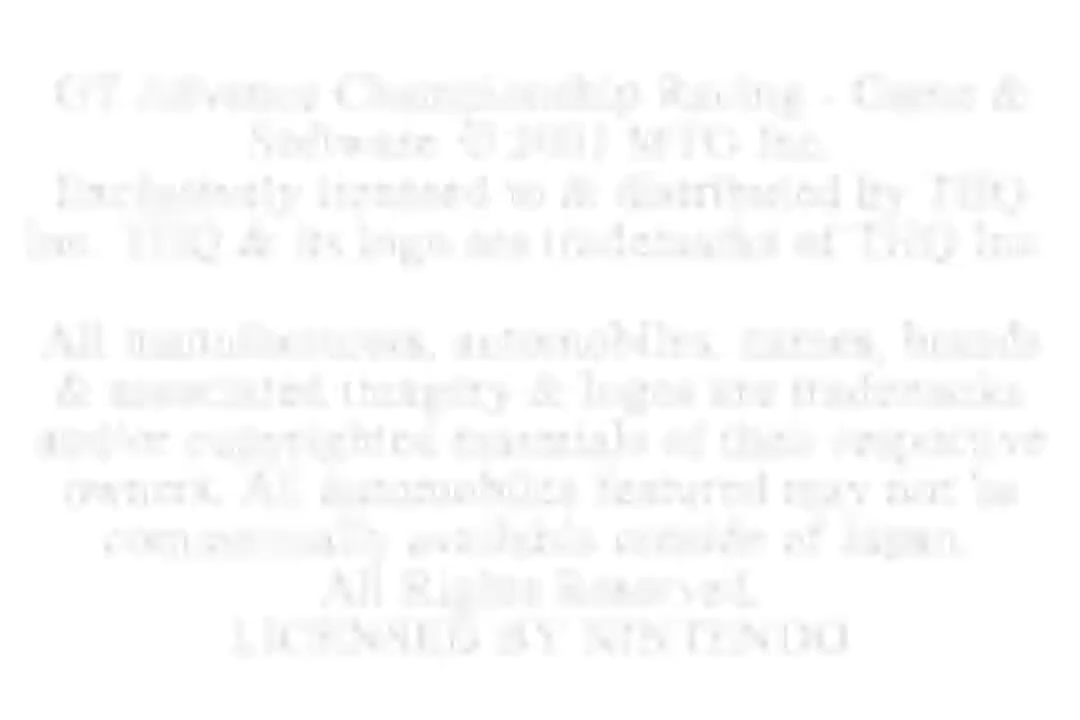 GT Advance Championship Racing - Game &
Software © 2001 MTO Inc.
Exclusively licensed to & distributed by THQ
Inc. THQ & its logo are trademarks of THQ Inc.
All manufacturers, automobiles, names, brands
& associated imagery & logos are trademarks
and/or copyrighted materials of their respective
owners. All automobiles featured may not be
commercially available outside of Japan.
All Rights Reserved.
LICENSED BY NINTENDO